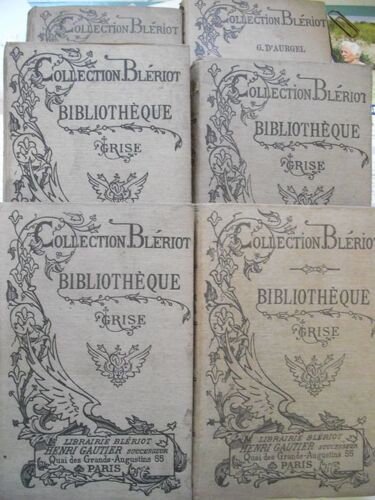 COLLECTION BLÉRIOT
COLLECTION BLÉRIOT
G. D'AURGEL
COLLECTION BLÉRIOT
BIBLIOTHÈQUE
GRISE
COLLECTION BLÉRIOT
BIBLIOTHÈQUE
GRISE
COLLECTION BLÉRIOT
BIBLIOTHÈQUE
GRISE
LIBRAIRIE BLÉRIOT
HENRI GAUTIER SUCCESSEUR
Quai des Grands-Augustins 55
PARIS
COLLECTION BLÉRIOT
BIBLIOTHÈQUE
GRISE
LIBRAIRIE BLÉRIOT
HENRI GAUTIER SUCCESSEUR
Quai des Grands-Augustins 55
PARIS